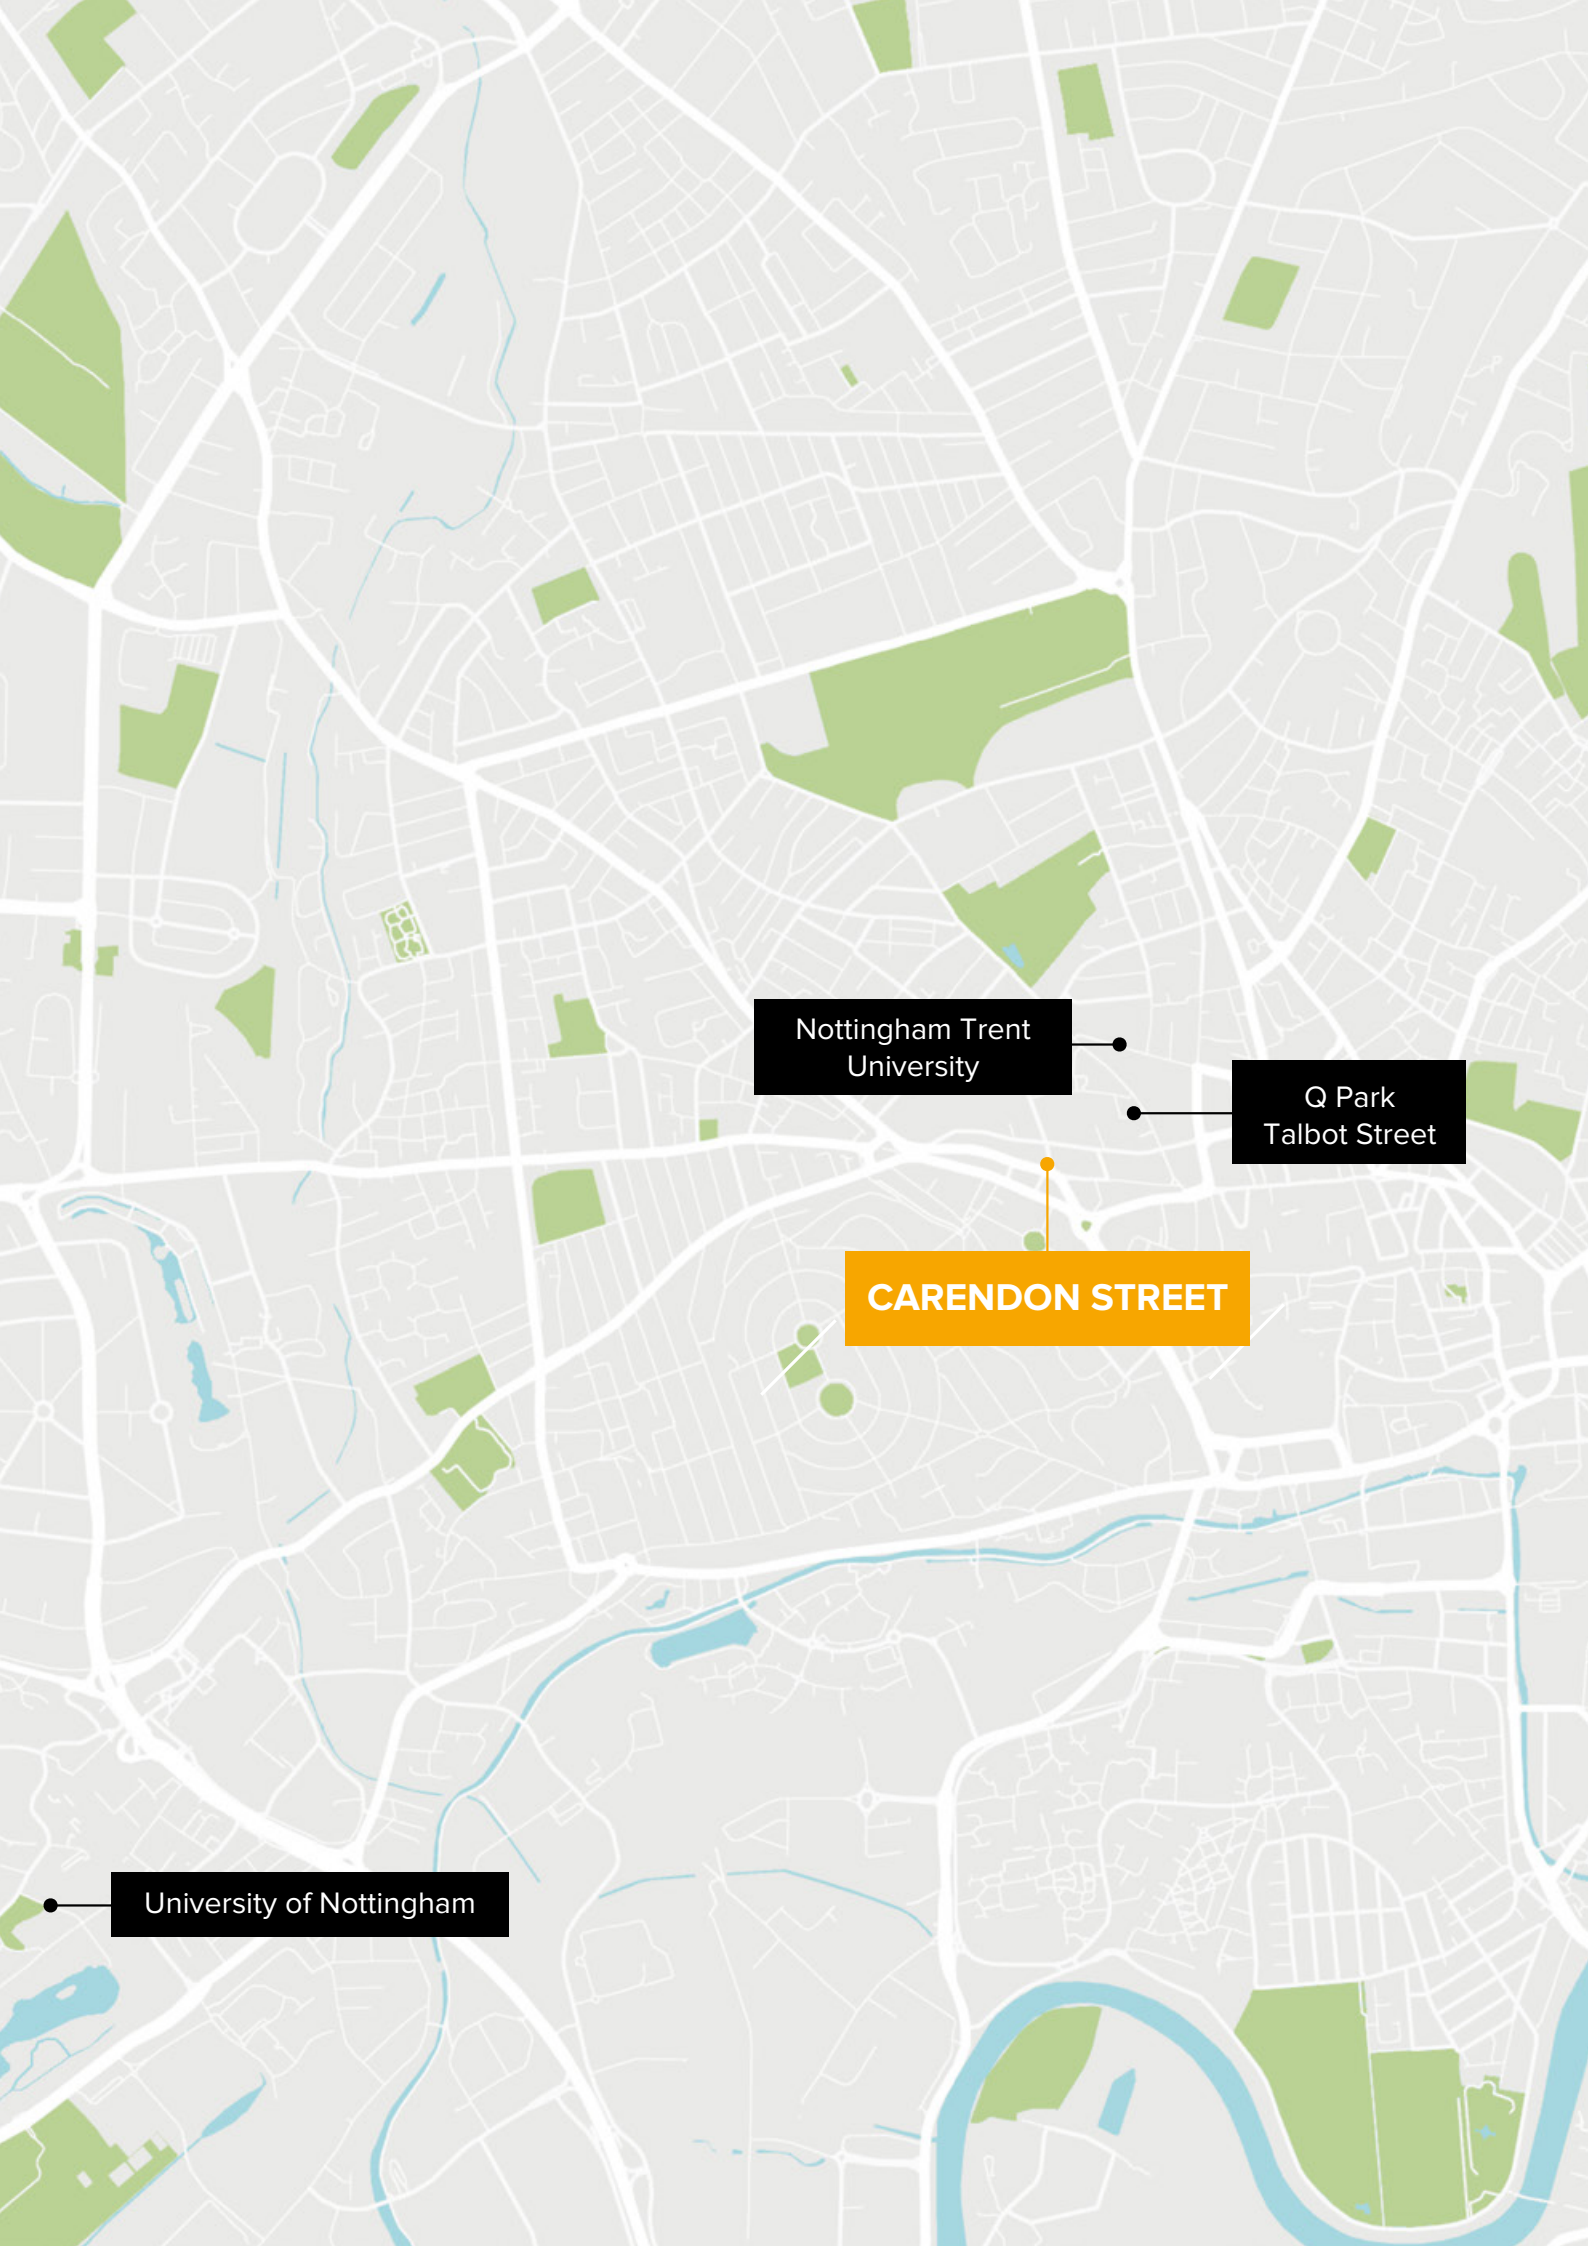 Nottingham Trent
University
Q Park
Talbot Street
CARENDON STREET
University of Nottingham